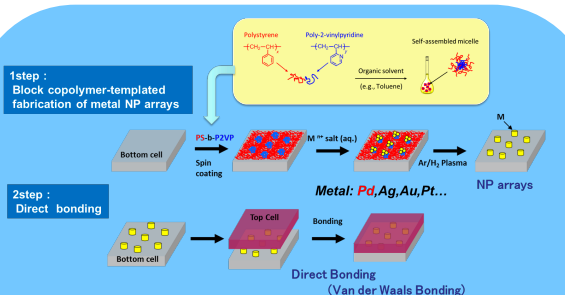 Polystyrene
Poly-2-vinylpyridine
Self-assembled micelle
Organic solvent
(e.g., Toluene)
1step :
Block copolymer-templated
fabrication of metal NP arrays
Bottom cell
PS-b-P2VP
Spin
coating
M n+ salt (aq.)
Ar/H2 Plasma
M
NP arrays
Metal: Pd,Ag,Au,Pt...
2step :
Direct bonding
Bottom cell
Top Cell
Bonding
Direct Bonding
(Van der Waals Bonding)